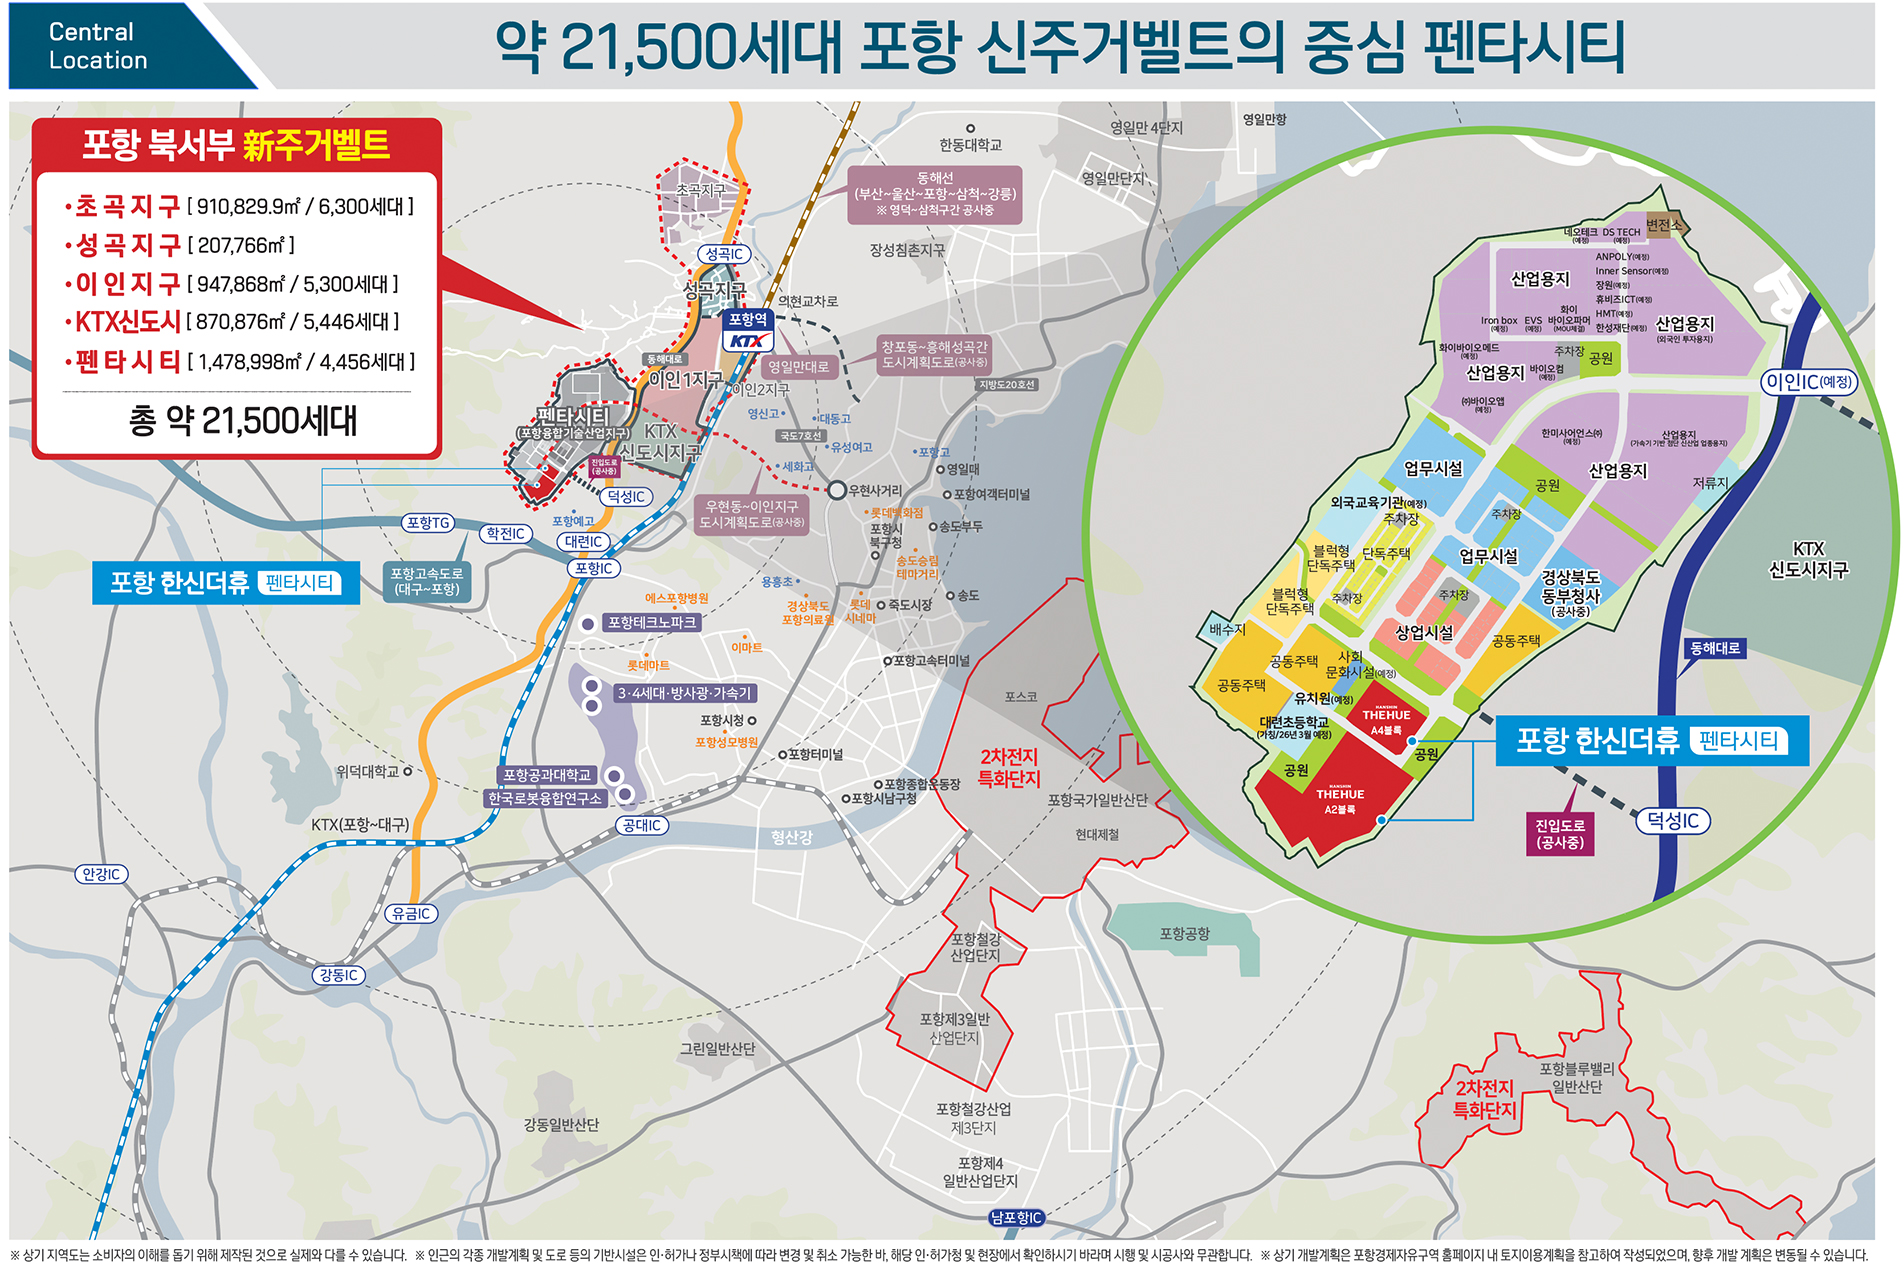 Central
Location
약 21,500세대 포항 신주거벨트의 중심 펜타시티
포항 북서부 新주거벨트
· 초곡지구 [ 910,829.9㎡ / 6,300세대 ]
· 성곡지구 [ 207,766㎡ ]
· 이인지구 [ 947,868㎡ / 5,300세대 ]
· KTX신도시 [ 870,876㎡ / 5,446세대 ]
· 펜타시티 [ 1,478,998㎡ / 4,456세대 ]
총 약 21,500세대
초곡지구
성곡IC
성곡지구
포항역
KTX
역현교차로
동해선
(부산~울산~포항~삼척~강릉)
※ 영덕~삼척구간 공사중
한동대학교
영일만 4단지
영일만항
영일만단지
장성침촌지구
동해대로
이인1지구
이인2지구
영일만대로
창포동~흥해성곡간
도시계획도로(공사중)
지방도20호선
펜타시티
(포항융합기술산업지구)
KTX
신도시지구
진입도로
(공사중)
덕성IC
영신고
대동고
국도7호선
유성여고
세화고
포항고
영일대
우현사거리
포항여객터미널
우현동~이인지구
도시계획도로(공사중)
롯데백화점
포항시
북구청
송도부두
송도송림
테마거리
포항예고
대련IC
포항IC
포항TG
학전IC
포항고속도로
(대구~포항)
포항 한신더휴 펜타시티
용흥초
에스포항병원
경상북도
포항의료원
롯데
시네마
죽도시장
송도
포항테크노파크
이마트
롯데마트
포항고속터미널
3·4세대·방사광·가속기
포항시청
포항성모병원
포항터미널
포스코
2차전지
특화단지
위덕대학교
포항공과대학교
한국로봇융합연구소
포항종합운동장
포항시남구청
포항국가일반산단
현대제철
KTX(포항~대구)
공대IC
형산강
안강IC
유금IC
강동IC
포항철강
산업단지
포항공항
포항제3일반
산업단지
그린일반산단
강동일반산단
포항철강산업
제3단지
포항제4
일반산업단지
남포항IC
2차전지
특화단지
포항블루밸리
일반산단
변전소
네오테크
(예정)
DS TECH
(예정)
ANPOLY(예정)
Inner Sensor(예정)
장원(예정)
휴비즈ICT(예정)
HMT(예정)
한성재단(예정)
산업용지
화이
바이오파머
(MOU체결)
Iron box
(예정)
EVS
(예정)
산업용지
(외국인 투자용지)
화이바이오메드
(예정)
주차장
공원
산업용지
바이오컴
(예정)
㈜바이오앱
(예정)
이인IC(예정)
한미사이언스㈜
(예정)
산업용지
(가속기 기반 첨단 신산업 업종용지)
산업용지
업무시설
공원
저류지
외국교육기관(예정)
주차장
주차장
블럭형
단독주택
단독주택
업무시설
KTX
신도시지구
경상북도
동부청사
(공사중)
블럭형
단독주택
주차장
주차장
배수지
상업시설
공동주택
공동주택
사회
문화시설(예정)
동해대로
공동주택
유치원(예정)
대련초등학교
(가칭/26년 3월 예정)
HANSHIN
THEHUE
A4블록
공원
공원
포항 한신더휴 펜타시티
HANSHIN
THEHUE
A2블록
진입도로
(공사중)
덕성IC
※ 상기 지역도는 소비자의 이해를 돕기 위해 제작된 것으로 실제와 다를 수 있습니다. ※ 인근의 각종 개발계획 및 도로 등의 기반시설은 인·허가나 정부시책에 따라 변경 및 취소 가능한 바, 해당 인·허가청 및 현장에서 확인하시기 바라며 시행 및 시공사와 무관합니다. ※ 상기 개발계획은 포항경제자유구역 홈페이지 내 토지이용계획을 참고하여 작성되었으며, 향후 개발 계획은 변동될 수 있습니다.